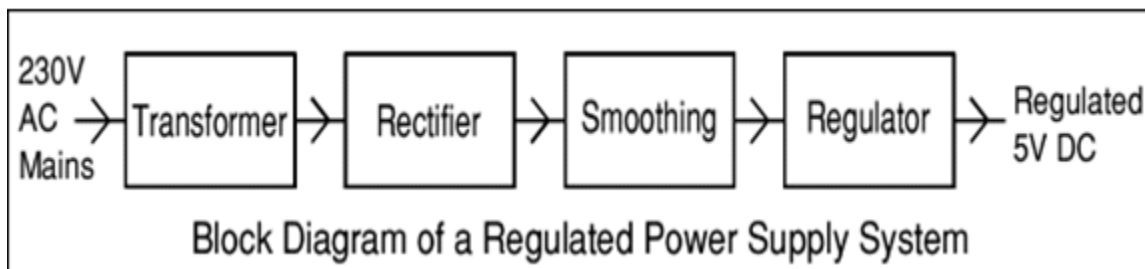 230V
AC
Mains
Transformer
Rectifier
Smoothing
Regulator
Regulated
5V DC
Block Diagram of a Regulated Power Supply System